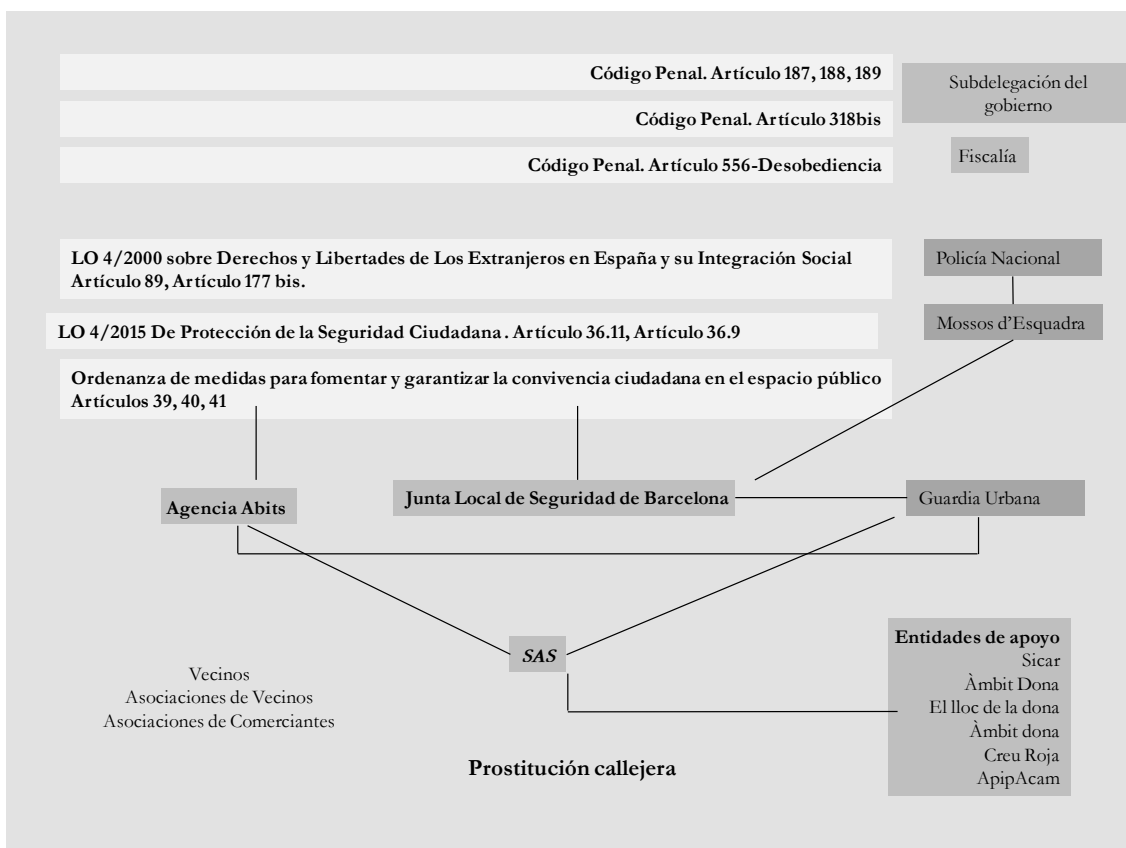 Código Penal. Artículo 187, 188, 189
Subdelegación del
gobierno
Código Penal. Artículo 318bis
Código Penal. Artículo 556-Desobediencia
Fiscalía
LO 4/2000 sobre Derechos y Libertades de Los Extranjeros en España y su Integración Social
Artículo 89, Artículo 177 bis.
Policía Nacional
LO 4/2015 De Protección de la Seguridad Ciudadana . Artículo 36.11, Artículo 36.9
Mossos d’Esquadra
Ordenanza de medidas para fomentar y garantizar la convivencia ciudadana en el espacio público
Artículos 39, 40, 41
Agencia Abits
Junta Local de Seguridad de Barcelona
Guardia Urbana
SAS
Vecinos
Asociaciones de Vecinos
Asociaciones de Comerciantes
Entidades de apoyo
Sicar
Àmbit Dona
El lloc de la dona
Àmbit dona
Creu Roja
ApipAcam
Prostitución callejera